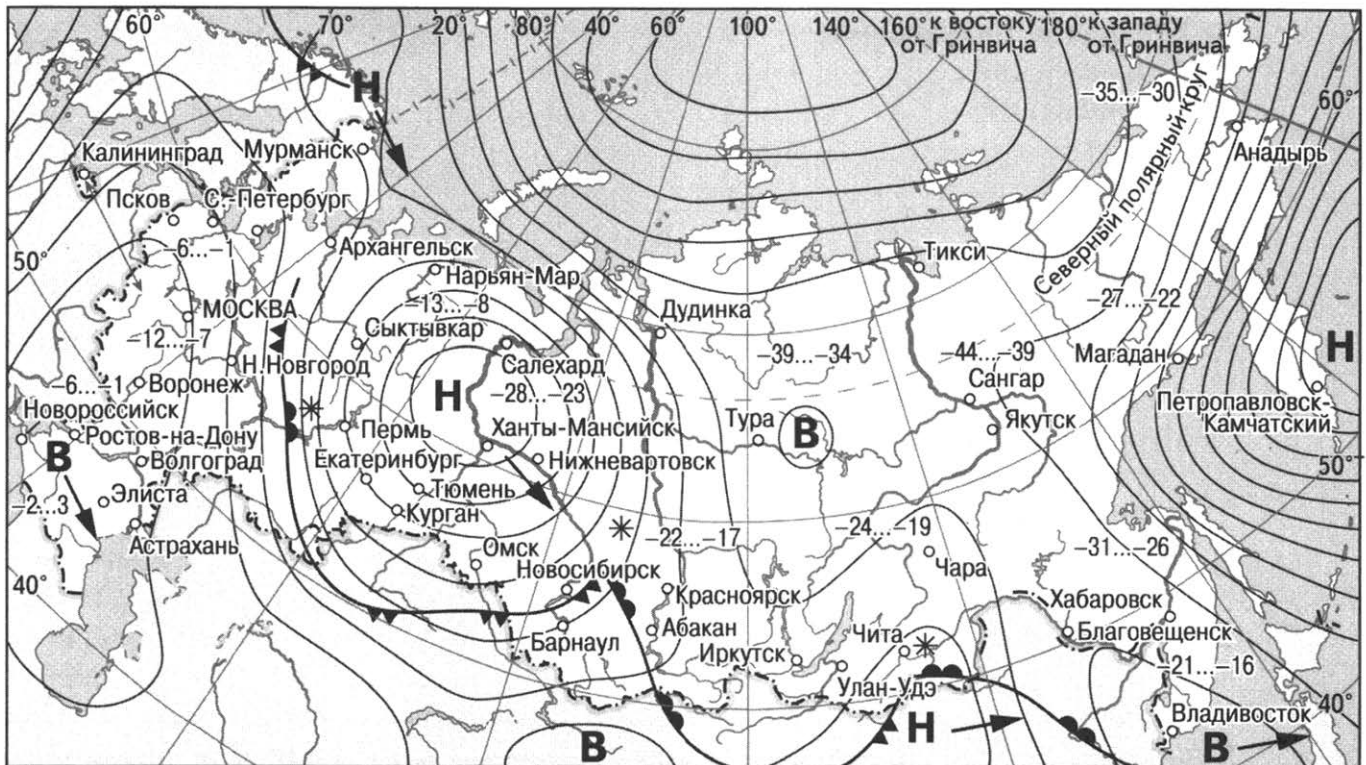 60° 70° 20° 80° 40° 60° 100° 140° 160° к востоку 180° к западу
от Гринвича от Гринвича
Н
–35...–30
60°
Северный полярный круг
Калининград
Мурманск
Анадырь
Псков
С.-Петербург
–6...–1
Архангельск
Тикси
50°
Нарьян-Мар
–13...–8
–27...–22
МОСКВА
Дудинка
Сыктывкар
–12...–7
Н
Н.Новгород
Салехард
–39...–34
–44...–39
Магадан
–6...–1
Воронеж
Н
–28...–23
Сангар
Новороссийск
Тура
В
Якутск
Петропавловск-
Камчатский
Пермь
Ханты-Мансийск
Ростов-на-Дону
В
Волгоград
Екатеринбург
Нижневартовск
50°
Элиста
Тюмень
–2...3
Курган
–22...–17
–24...–19
Астрахань
–31...–26
Омск
Чара
Новосибирск
40°
Красноярск
Хабаровск
Абакан
Чита
Благовещенск
Барнаул
Иркутск
–21...–16
Улан-Удэ
40°
Владивосток
Н
В
В